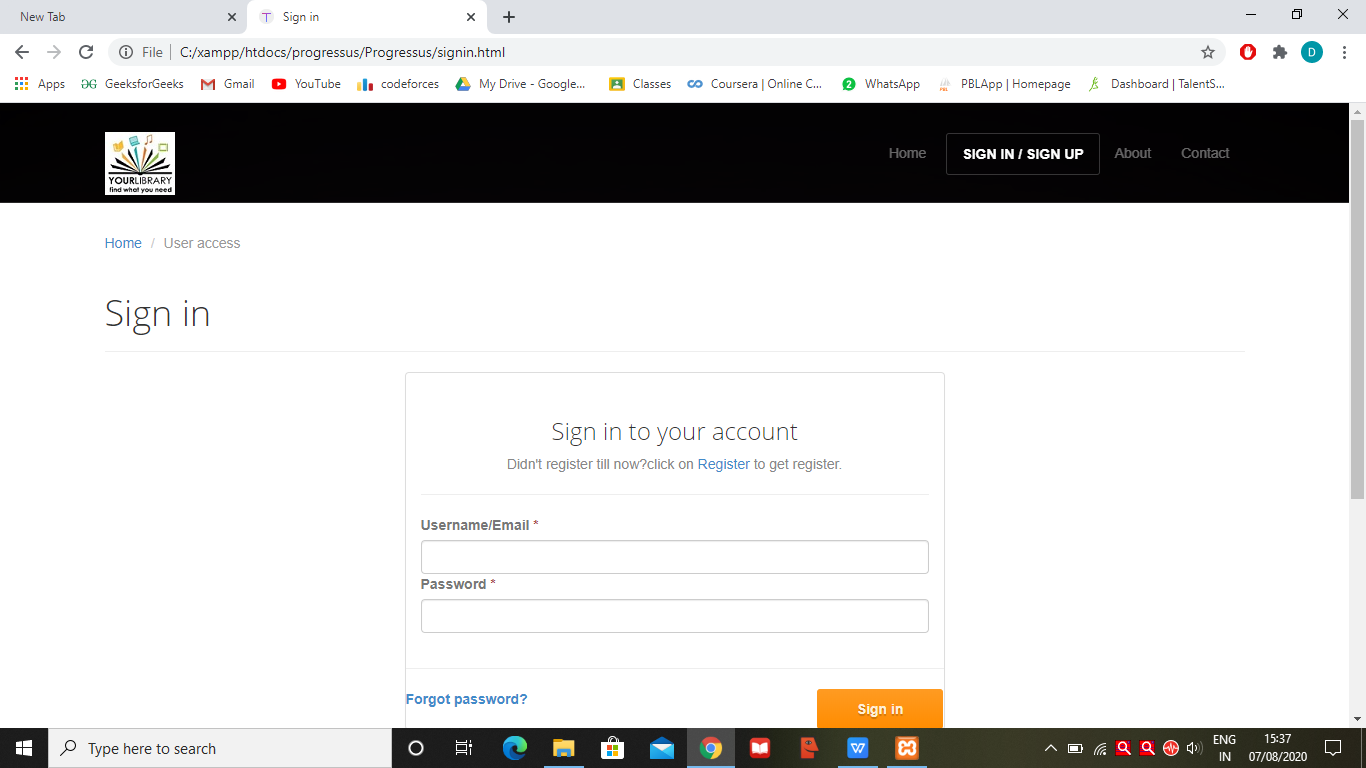 New Tab
Sign in
File
C:/xampp/htdocs/progressus/Progressus/signin.html
D
Apps
GeeksforGeeks
Gmail
YouTube
codeforces
My Drive - Google...
Classes
Coursera | Online C...
WhatsApp
PBLApp | Homepage
Dashboard | TalentS...
YOURLIBRARY
find what you need
Home
SIGN IN / SIGN UP
About
Contact
Home / User access
Sign in
Sign in to your account
Didn't register till now?click on Register to get register.
Username/Email *
Password *
Forgot password?
Sign in
Type here to search
ENG
IN
15:37
07/08/2020